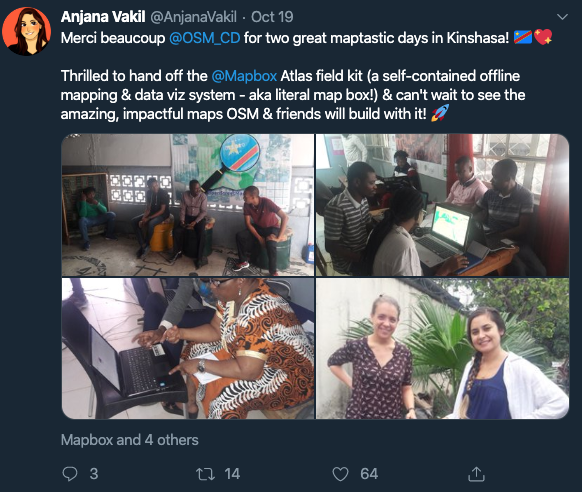 Anjana Vakil @AnjanaVakil · Oct 19
Merci beaucoup @OSM_CD for two great maptastic days in Kinshasa! 🇨🇩💖
Thrilled to hand off the @Mapbox Atlas field kit (a self-contained offline
mapping & data viz system - aka literal map box!) & can't wait to see the
amazing, impactful maps OSM & friends will build with it! 🚀
Mapbox and 4 others
3 14 64